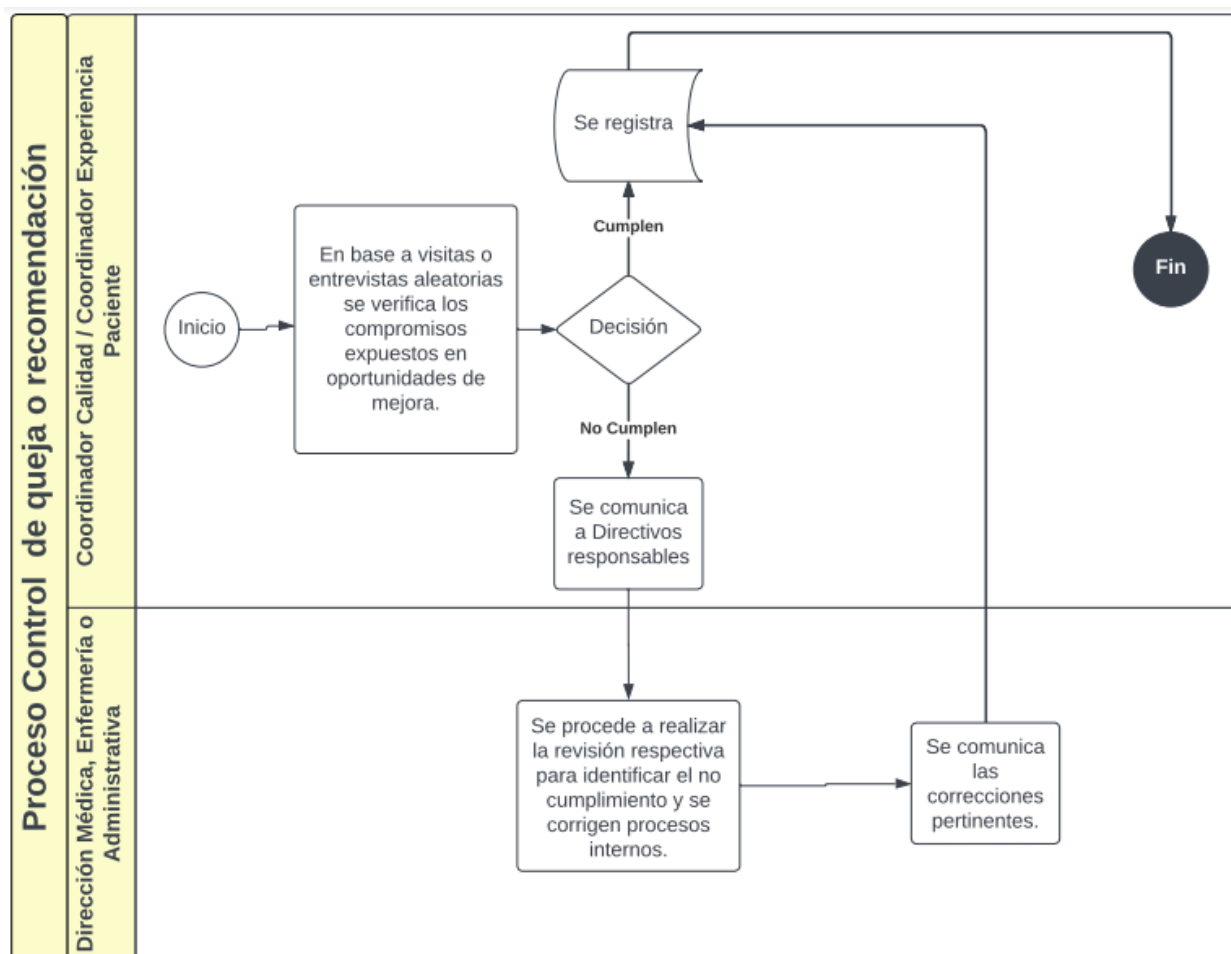 Proceso Control de queja o recomendación
Coordinador Calidad / Coordinador Experiencia
Paciente
Se registra
Cumplen
En base a visitas o
entrevistas aleatorias
se verifica los
compromisos
expuestos en
oportunidades de
mejora.
Inicio
Decisión
Fin
No Cumplen
Se comunica
a Directivos
responsables
Dirección Médica, Enfermería o
Administrativa
Se procede a realizar
la revisión respectiva
para identificar el no
cumplimiento y se
corrigen procesos
internos.
Se comunica
las
correcciones
pertinentes.